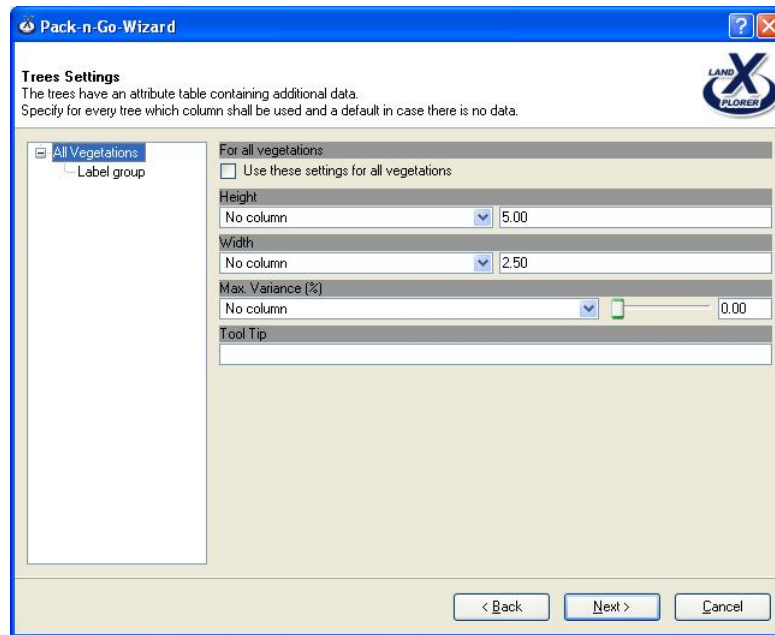 Pack-n-Go-Wizard
Trees Settings
The trees have an attribute table containing additional data.
Specify for every tree which column shall be used and a default in case there is no data.
LAND
X
PLORER
All Vegetations
Label group
For all vegetations
Use these settings for all vegetations
Height
No column 5.00
Width
No column 2.50
Max. Variance (%)
No column 0.00
Tool Tip
< Back Next > Cancel